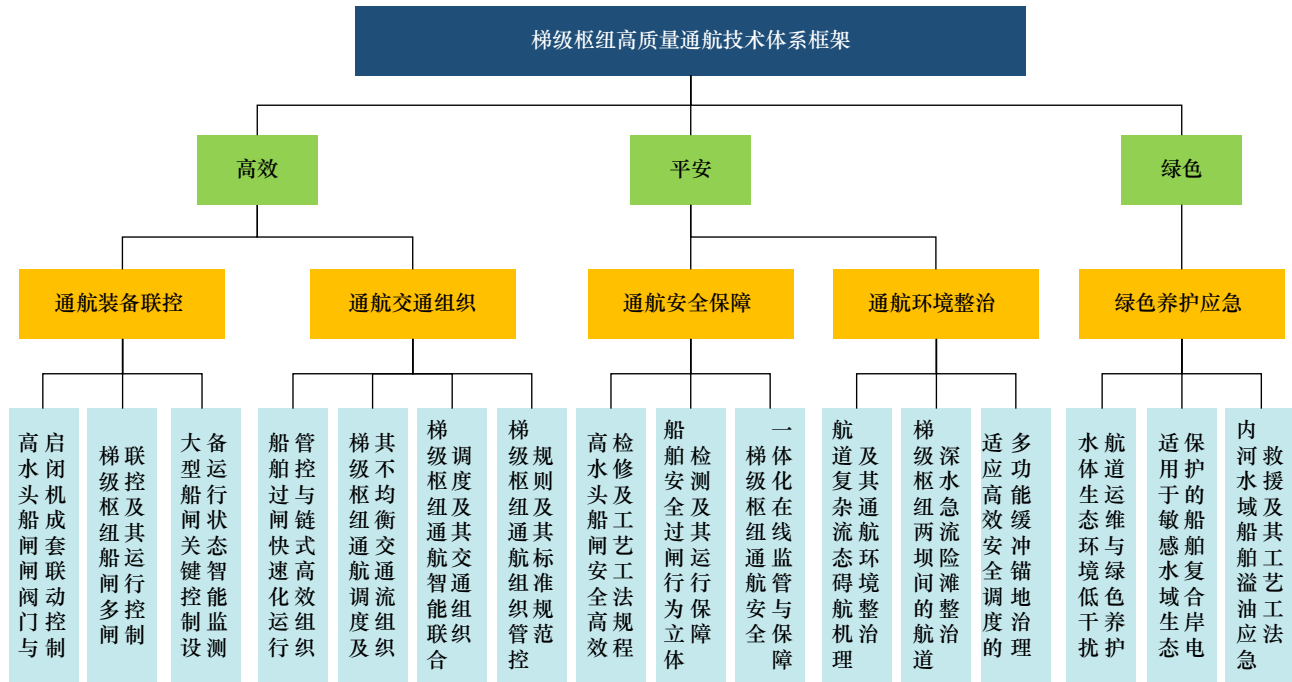 梯级枢纽高质量通航技术体系框架
高效
平安
绿色
通航装备联控
通航交通组织
通航安全保障
通航环境整治
绿色养护应急
高水头船闸闸阀门与
启闭机成套联动控制
梯级枢纽船闸多闸
联控及其运行控制
大型船闸关键控制设
备运行状态智能监测
船舶过闸快速化运行
管控与链式高效组织
梯级枢纽通航调度及
其不均衡交通流组织
梯级枢纽通航智能联合
调度及其交通组织
梯级枢纽通航组织管控
规则及其标准规范
高水头船闸安全高效
检修及工艺工法规程
船舶安全过闸行为立体
检测及其运行保障
梯级枢纽通航安全
一体化在线监管与保障
航道复杂流态碍航机理
及其通航环境整治
梯级枢纽两坝间的航道
深水急流险滩整治
适应高效安全调度的
多功能缓冲锚地治理
水体生态环境低干扰
航道运维与绿色养护
适用于敏感水域生态
保护的船舶复合岸电
内河水域船舶溢油应急
救援及其工艺工法